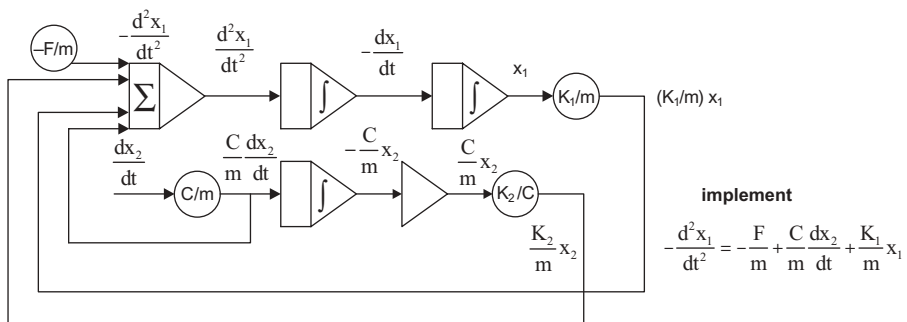 –F/m
-d²x₁/dt²
d²x₁/dt²
-dx₁/dt
x₁
Σ
∫
∫
K₁/m
(K₁/m) x₁
dx₂/dt
C/m
C/m dx₂/dt
∫
-C/m x₂
C/m x₂
K₂/C
K₂/m x₂
implement
-d²x₁/dt² = -F/m + C/m dx₂/dt + K₁/m x₁